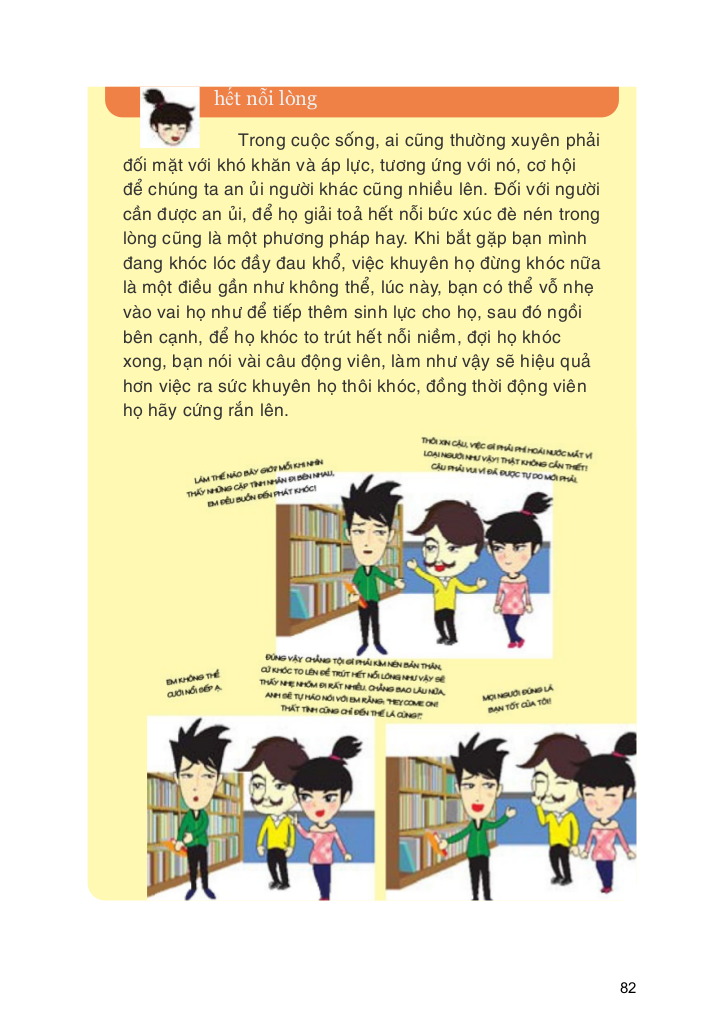 hết nỗi lòng
Trong cuộc sống, ai cũng thường xuyên phải
đối mặt với khó khăn và áp lực, tương ứng với nó, cơ hội
để chúng ta an ủi người khác cũng nhiều lên. Đối với người
cần được an ủi, để họ giải toả hết nỗi bức xúc đè nén trong
lòng cũng là một phương pháp hay. Khi bắt gặp bạn mình
đang khóc lóc đầy đau khổ, việc khuyên họ đừng khóc nữa
là một điều gần như không thể, lúc này, bạn có thể vỗ nhẹ
vào vai họ như để tiếp thêm sinh lực cho họ, sau đó ngồi
bên cạnh, để họ khóc to trút hết nỗi niềm, đợi họ khóc
xong, bạn nói vài câu động viên, làm như vậy sẽ hiệu quả
hơn việc ra sức khuyên họ thôi khóc, đồng thời động viên
họ hãy cứng rắn lên.
LÀM THẾ NÀO BÂY GIỜ? MỖI KHI NHÌN
THẤY NHỮNG CẶP TÌNH NHÂN ĐI BÊN NHAU,
EM ĐỀU BUỒN ĐẾN PHÁT KHÓC!
THÔI XIN CẬU, VIỆC GÌ PHẢI PHÍ HOÀI NƯỚC MẮT VÌ
LOẠI NGƯỜI NHƯ VẬY! THẬT KHÔNG CẦN THIẾT!
CẬU PHẢI VUI VÌ ĐÃ ĐƯỢC TỰ DO MỚI PHẢI.
EM KHÔNG THỂ
CƯỜI NỔI SẾP Ạ.
ĐÚNG VẬY CHẲNG TỘI GÌ PHẢI KÌM NÉN BẢN THÂN,
CỨ KHÓC TO LÊN ĐỂ TRÚT HẾT NỖI LÒNG NHƯ VẬY SẼ
THẤY NHẸ NHÕM ĐI RẤT NHIỀU. CHẲNG BAO LÂU NỮA,
ANH SẼ TỰ HÀO NÓI VỚI EM RẰNG: "HEY COME ON!
THẤT TÌNH CŨNG CHỈ ĐẾN THẾ LÀ CÙNG!".
MỌI NGƯỜI ĐÚNG LÀ
BẠN TỐT CỦA TÔI!
82